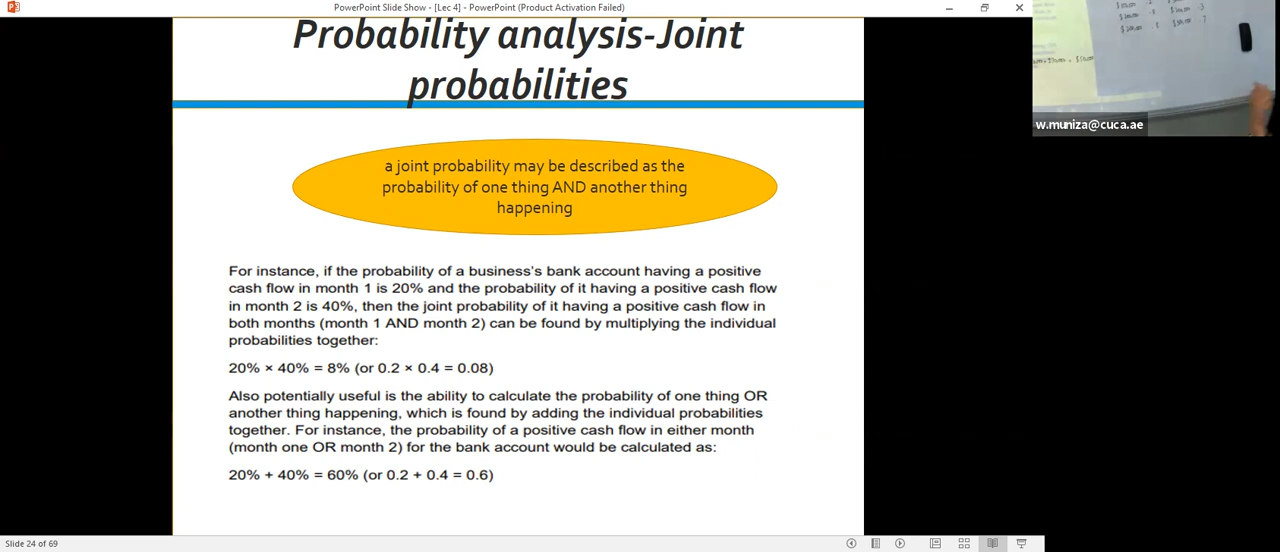 PowerPoint Slide Show - [Lec 4] - PowerPoint (Product Activation Failed)
Probability analysis-Joint
probabilities
w.muniza@cuca.ae
a joint probability may be described as the
probability of one thing AND another thing
happening
For instance, if the probability of a business's bank account having a positive
cash flow in month 1 is 20% and the probability of it having a positive cash flow
in month 2 is 40%, then the joint probability of it having a positive cash flow in
both months (month 1 AND month 2) can be found by multiplying the individual
probabilities together:
20% × 40% = 8% (or 0.2 × 0.4 = 0.08)
Also potentially useful is the ability to calculate the probability of one thing OR
another thing happening, which is found by adding the individual probabilities
together. For instance, the probability of a positive cash flow in either month
(month one OR month 2) for the bank account would be calculated as:
20% + 40% = 60% (or 0.2 + 0.4 = 0.6)
Slide 24 of 69